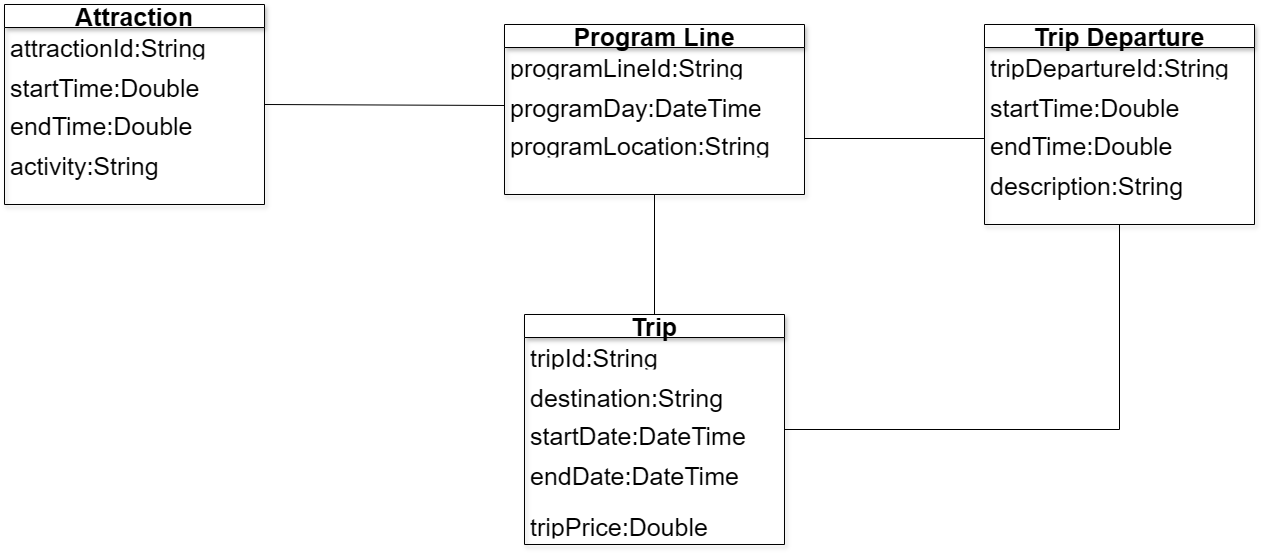 Attraction
attractionId:String
startTime:Double
endTime:Double
activity:String
Program Line
programLineId:String
programDay:DateTime
programLocation:String
Trip Departure
tripDepartureId:String
startTime:Double
endTime:Double
description:String
Trip
tripId:String
destination:String
startDate:DateTime
endDate:DateTime
tripPrice:Double